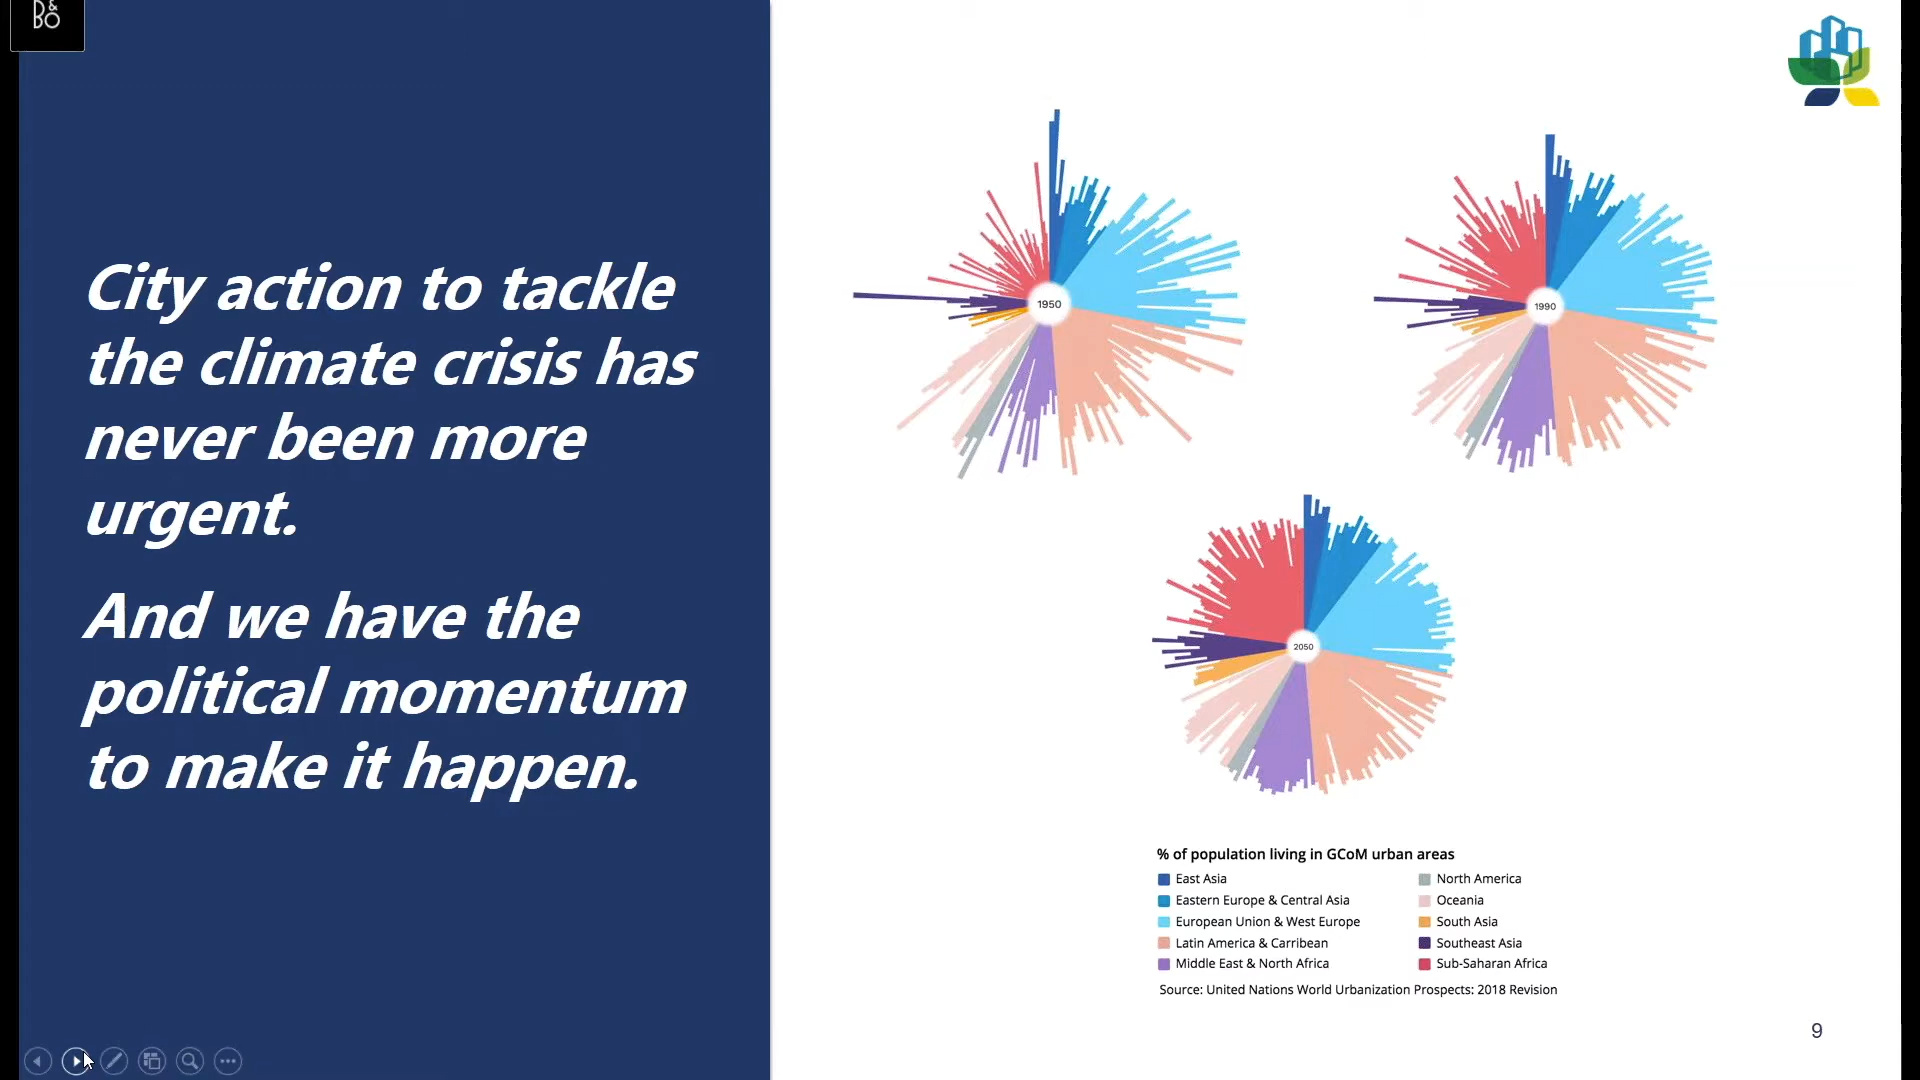 B&
BO
City action to tackle
the climate crisis has
never been more
urgent.
And we have the
political momentum
to make it happen.
1950
1990
2050
% of population living in GCoM urban areas
East Asia
Eastern Europe & Central Asia
European Union & West Europe
Latin America & Carribean
Middle East & North Africa
North America
Oceania
South Asia
Southeast Asia
Sub-Saharan Africa
Source: United Nations World Urbanization Prospects: 2018 Revision
9